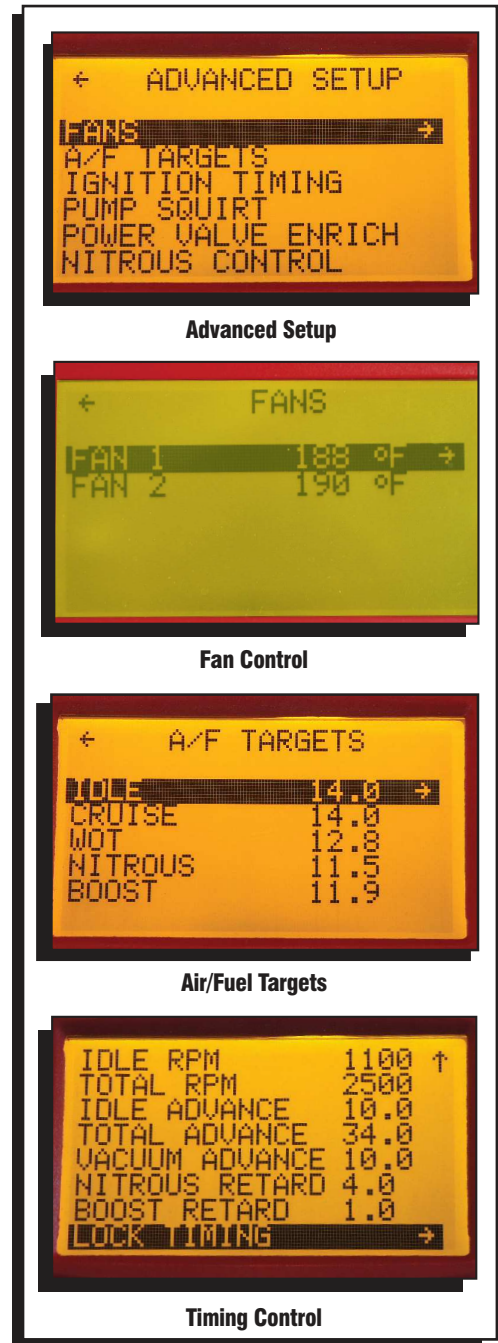 ← ADVANCED SETUP
FANS →
A/F TARGETS
IGNITION TIMING
PUMP SQUIRT
POWER VALVE ENRICH
NITROUS CONTROL
Advanced Setup
← FANS
FAN 1 188 ºF →
FAN 2 190 ºF
Fan Control
← A/F TARGETS
IDLE 14.0 →
CRUISE 14.0
WOT 12.8
NITROUS 11.5
BOOST 11.9
Air/Fuel Targets
IDLE RPM 1100 ↑
TOTAL RPM 2500
IDLE ADVANCE 10.0
TOTAL ADVANCE 34.0
VACUUM ADVANCE 10.0
NITROUS RETARD 4.0
BOOST RETARD 1.0
LOCK TIMING →
Timing Control